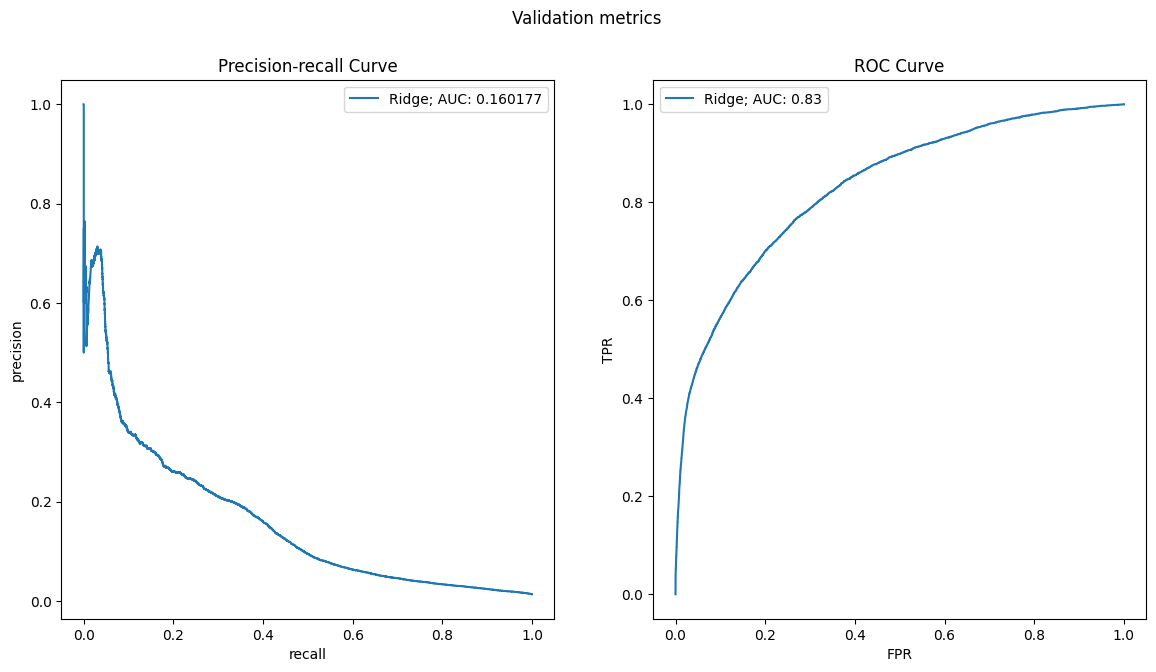 Validation metrics
Precision-recall Curve
Ridge; AUC: 0.160177
1.0
0.8
0.6
0.4
0.2
0.0
precision
0.0 0.2 0.4 0.6 0.8 1.0
recall
ROC Curve
Ridge; AUC: 0.83
1.0
0.8
0.6
0.4
0.2
0.0
TPR
0.0 0.2 0.4 0.6 0.8 1.0
FPR